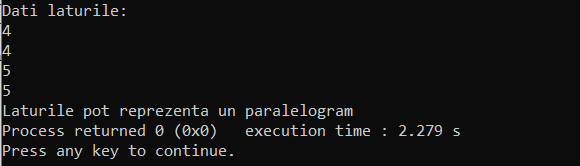 Dati laturile:
4
4
5
5
Laturile pot reprezenta un paralelogram
Process returned 0 (0x0)   execution time : 2.279 s
Press any key to continue.